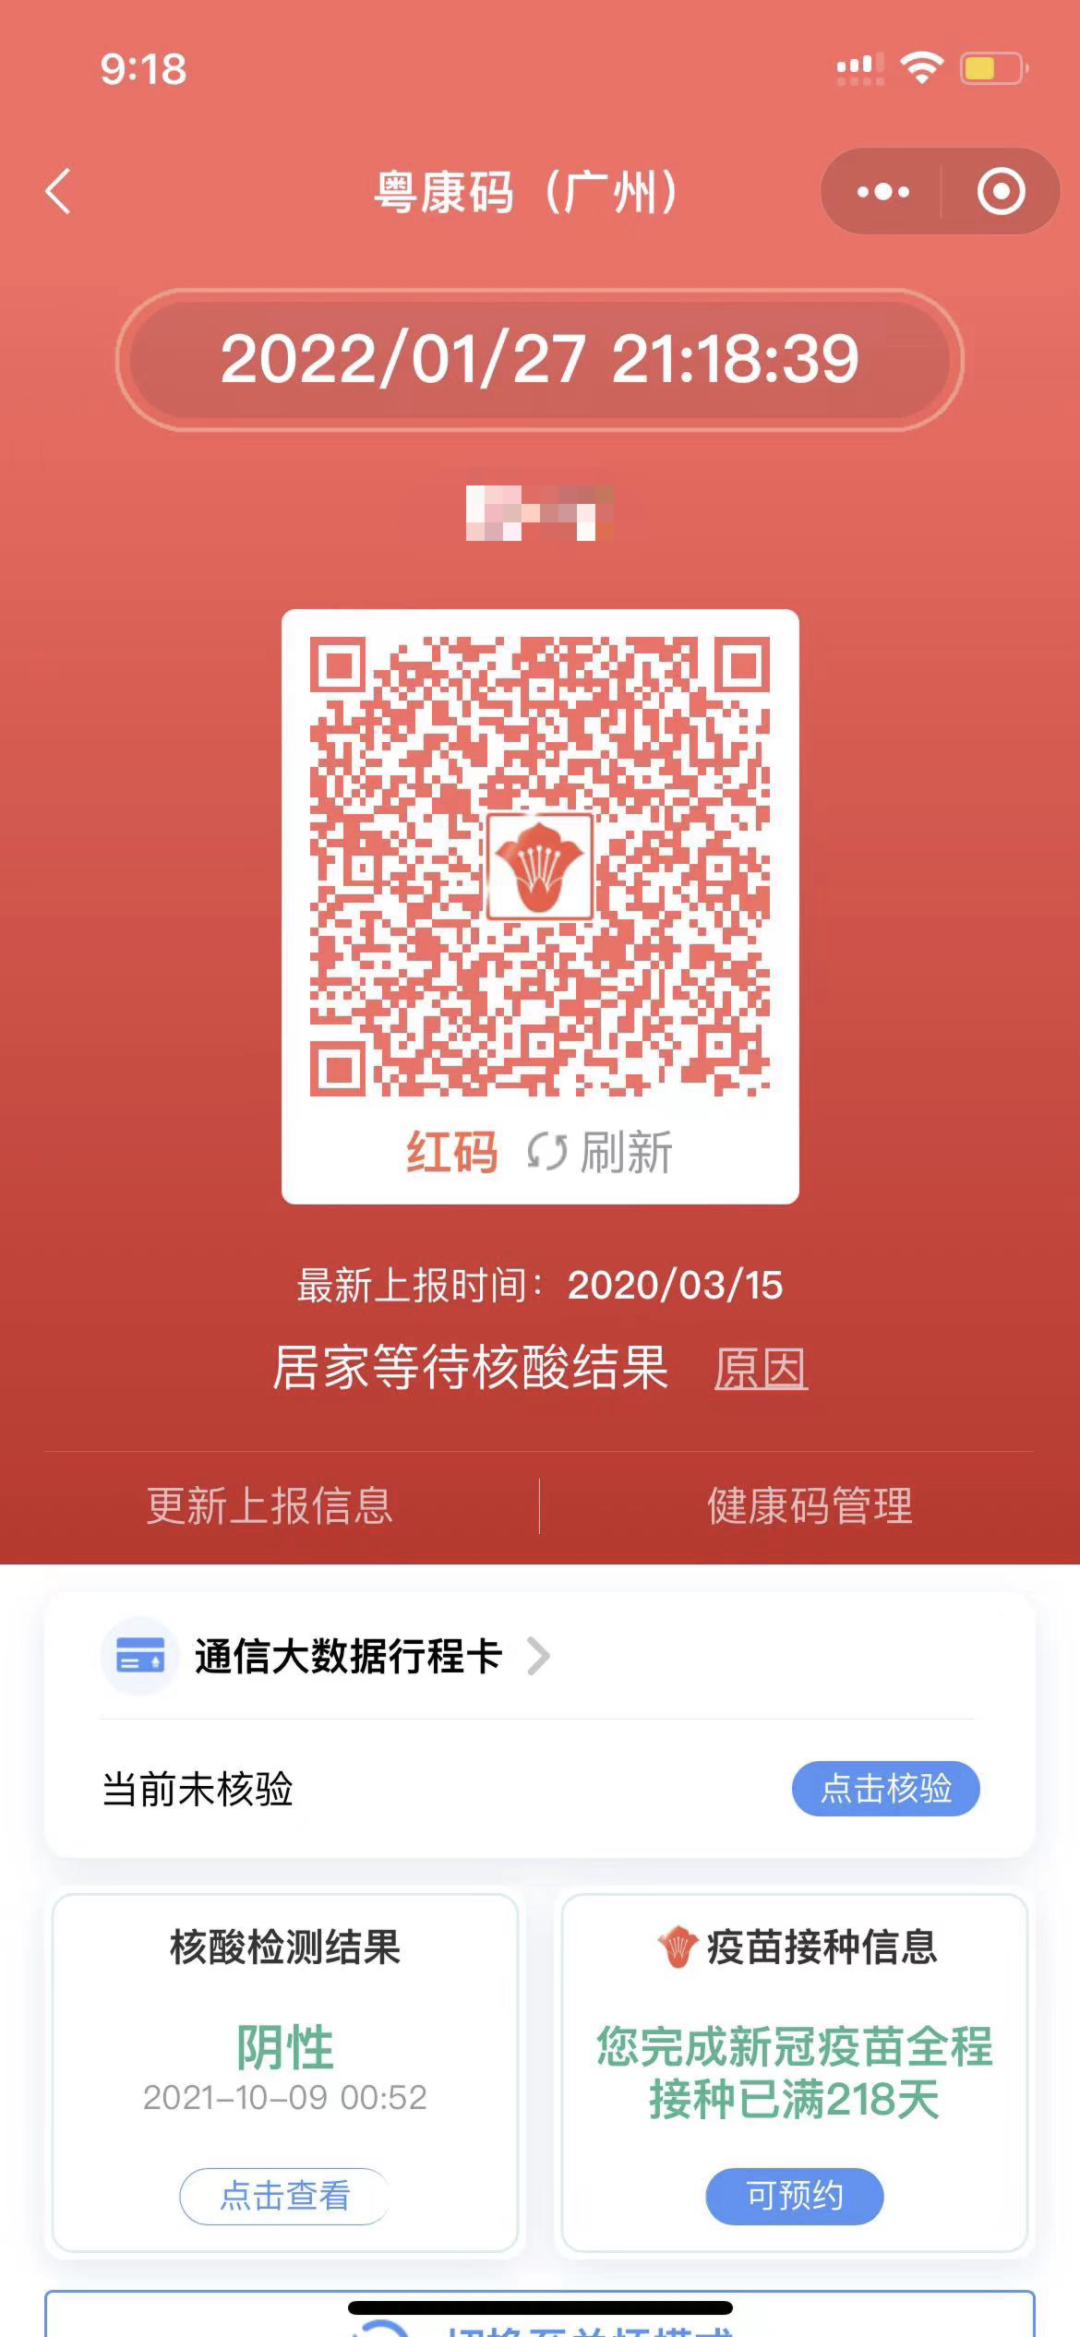 9:18
粤康码（广州）
2022/01/27 21:18:39
红码 刷新
最新上报时间：2020/03/15
居家等待核酸结果 原因
更新上报信息
健康码管理
通信大数据行程卡
当前未核验
点击核验
核酸检测结果
阴性
2021-10-09 00:52
点击查看
疫苗接种信息
您完成新冠疫苗全程
接种已满218天
可预约